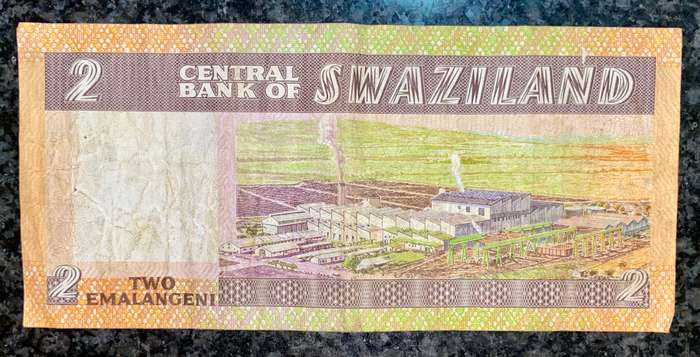 2
CENTRAL
BANK OF
SWAZILAND
2
TWO
EMALANGENI
2